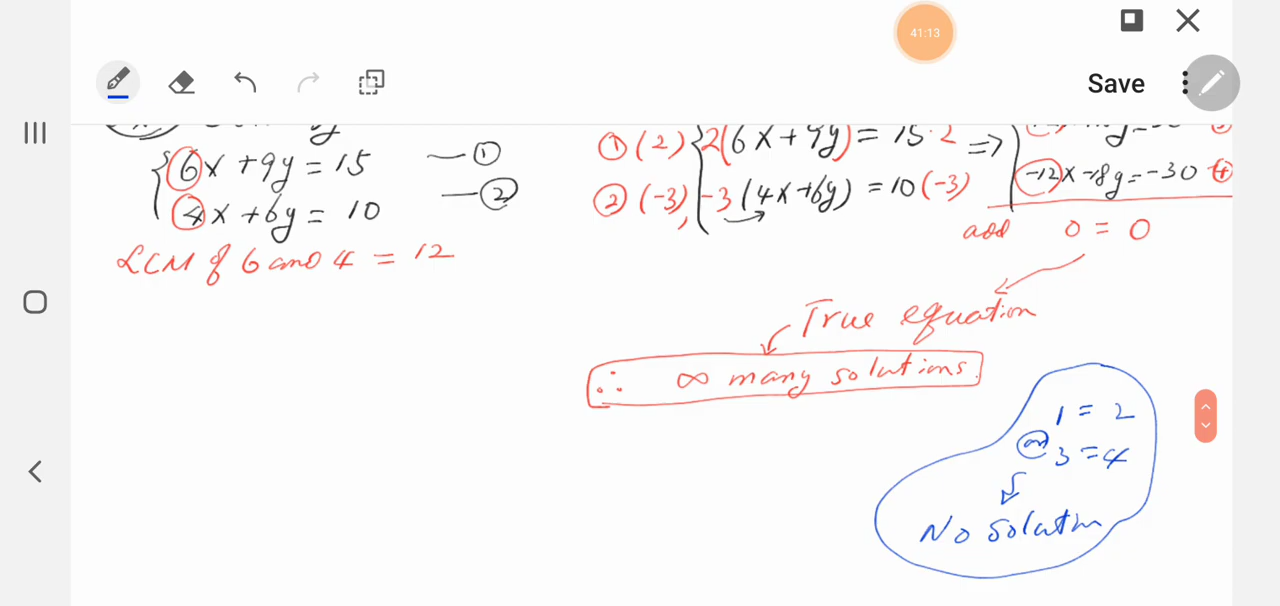 41:13
Save
6x + 9y = 15 — ①
4x + 6y = 10 — ②
LCM of 6 and 4 = 12
①(2) 2(6x + 9y) = 15·2 =>
②(-3), -3(4x+6y) = 10(-3)
-12x -18y = -30
add 0 = 0
True equation
∴ ∞ many solutions.
1 = 2
or 3 = 4
No solution